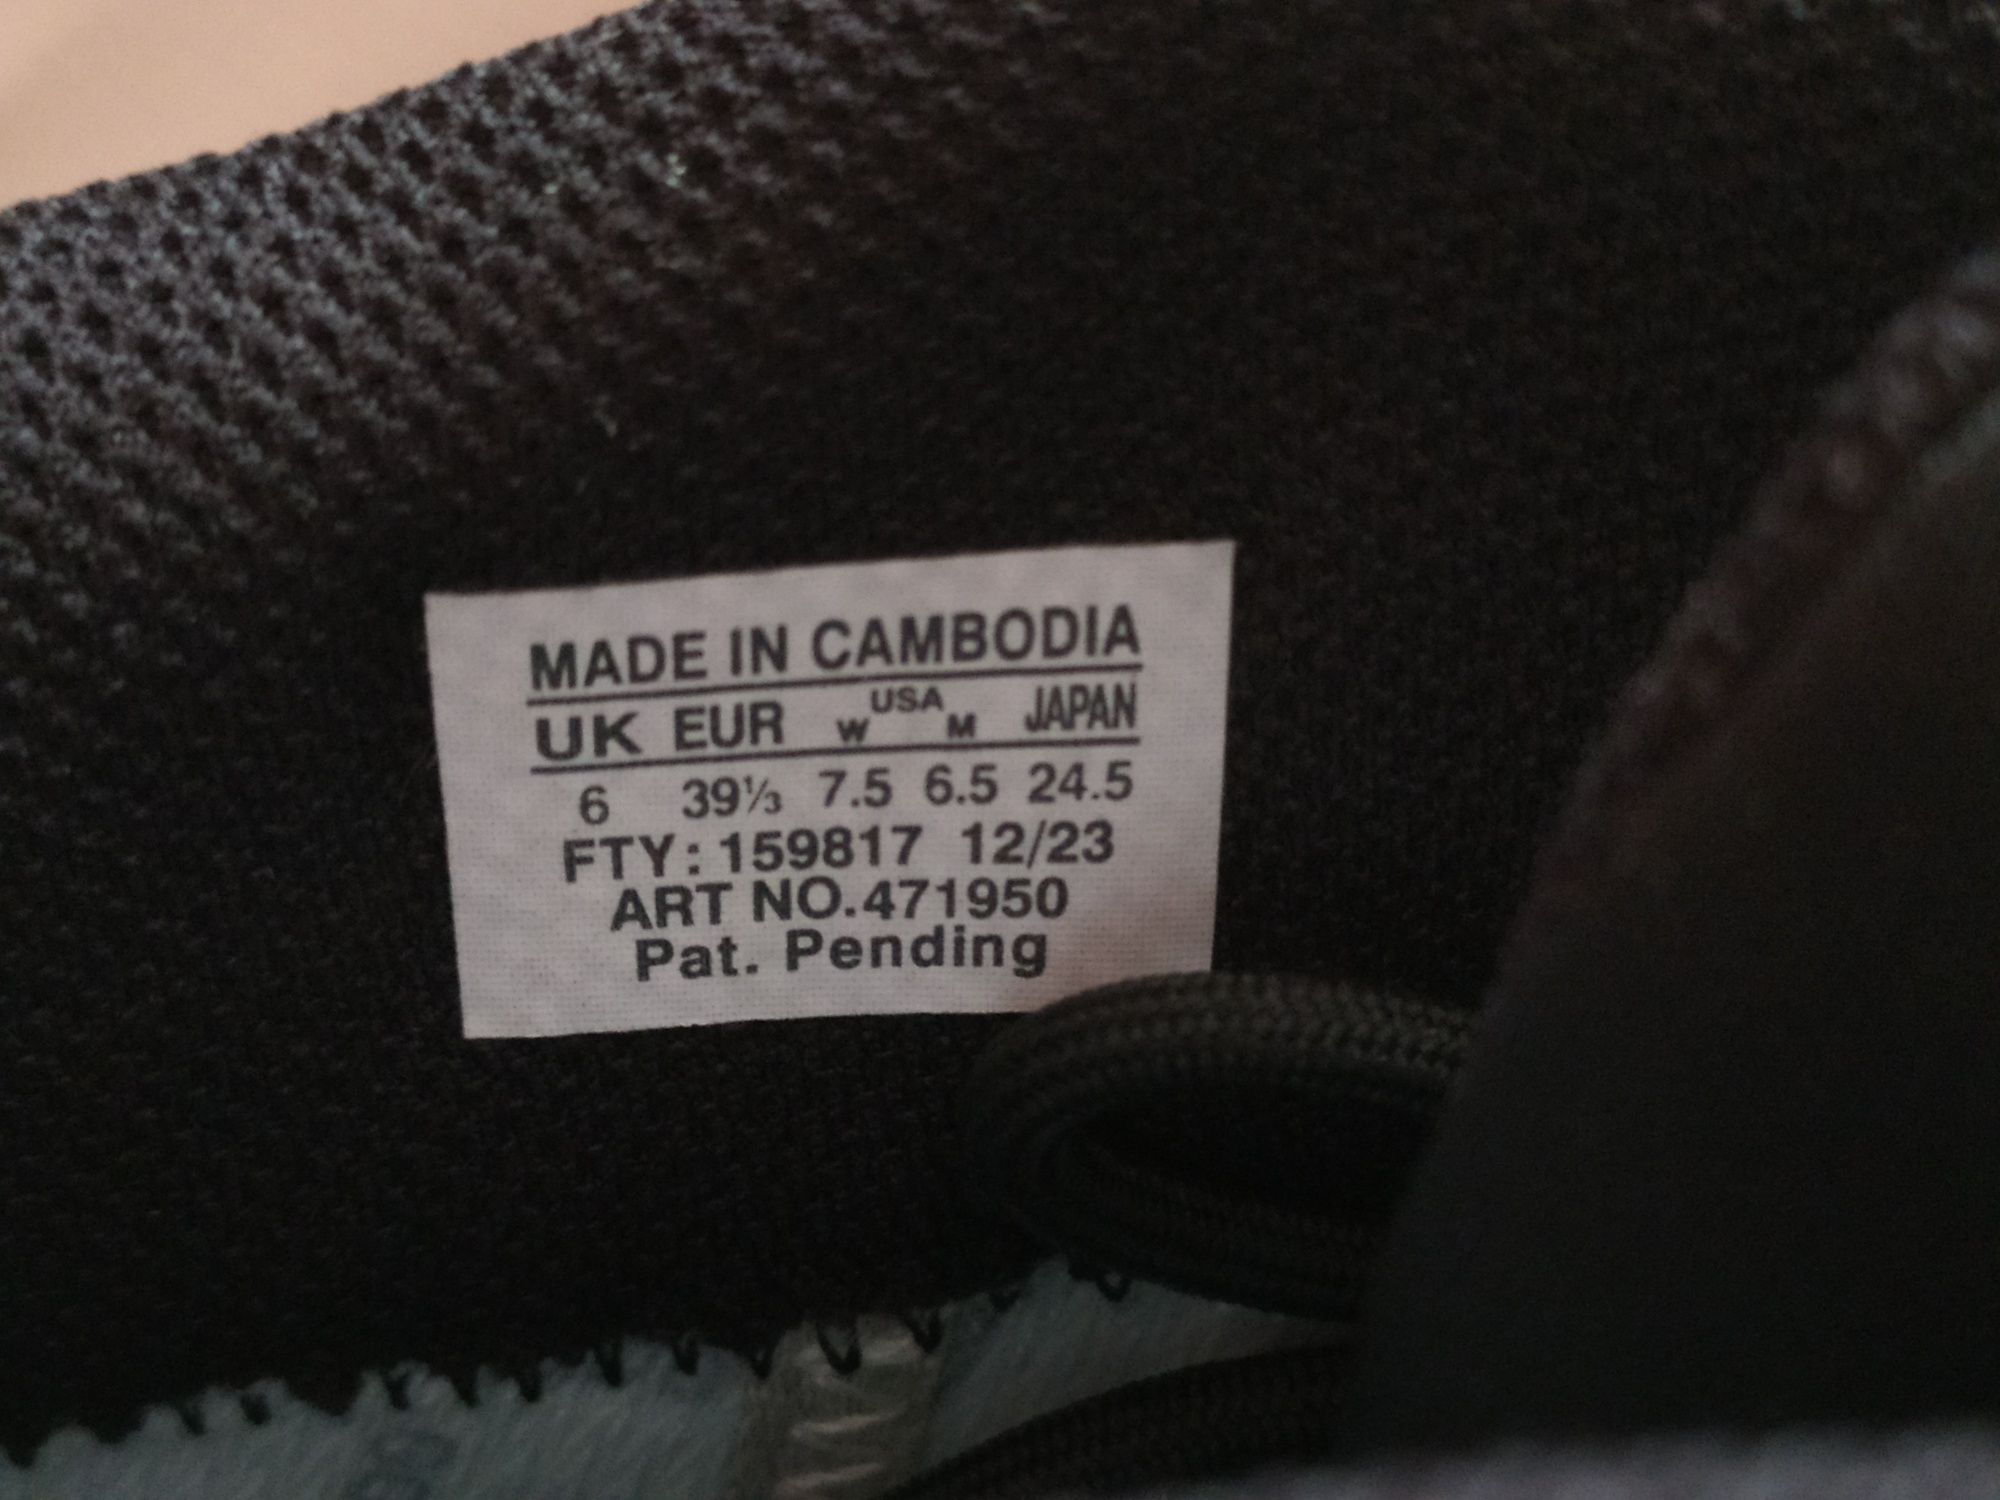 MADE IN CAMBODIA
UK EUR W USA M JAPAN
6 39⅓ 7.5 6.5 24.5
FTY: 159817 12/23
ART NO.471950
Pat. Pending